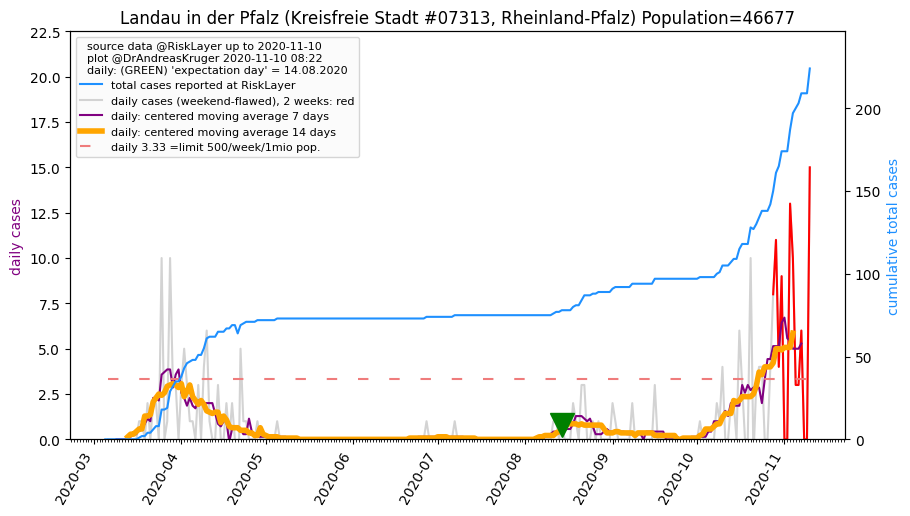 Landau in der Pfalz (Kreisfreie Stadt #07313, Rheinland-Pfalz) Population=46677
source data @RiskLayer up to 2020-11-10
plot @DrAndreasKruger 2020-11-10 08:22
daily: (GREEN) 'expectation day' = 14.08.2020
total cases reported at RiskLayer
daily cases (weekend-flawed), 2 weeks: red
daily: centered moving average 7 days
daily: centered moving average 14 days
daily 3.33 =limit 500/week/1mio pop.
daily cases
22.5
20.0
17.5
15.0
12.5
10.0
7.5
5.0
2.5
0.0
cumulative total cases
200
150
100
50
0
2020-03
2020-04
2020-05
2020-06
2020-07
2020-08
2020-09
2020-10
2020-11